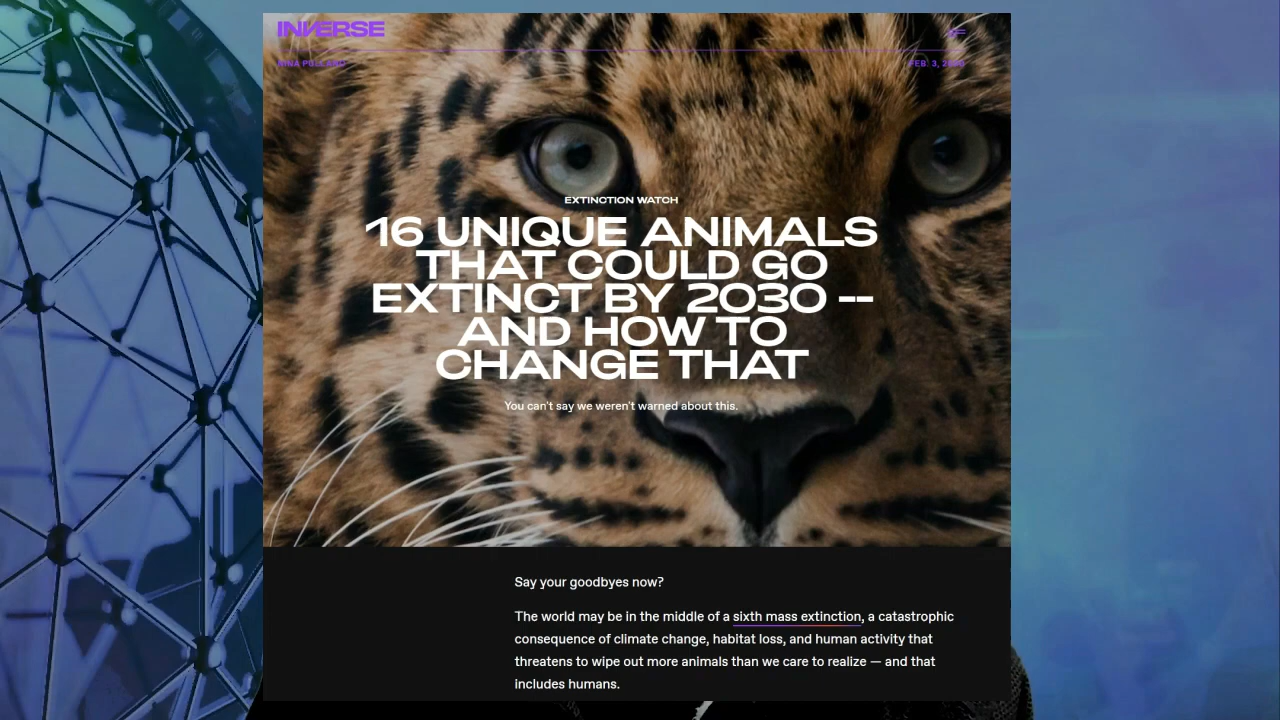 INVERSE
FEB. 3,
EXTINCTION WATCH
16 UNIQUE ANIMALS
THAT COULD GO
EXTINCT BY 2030 --
AND HOW TO
CHANGE THAT
You can't say we weren't warned about this.
Say your goodbyes now?
The world may be in the middle of a sixth mass extinction, a catastrophic
consequence of climate change, habitat loss, and human activity that
threatens to wipe out more animals than we care to realize — and that
includes humans.